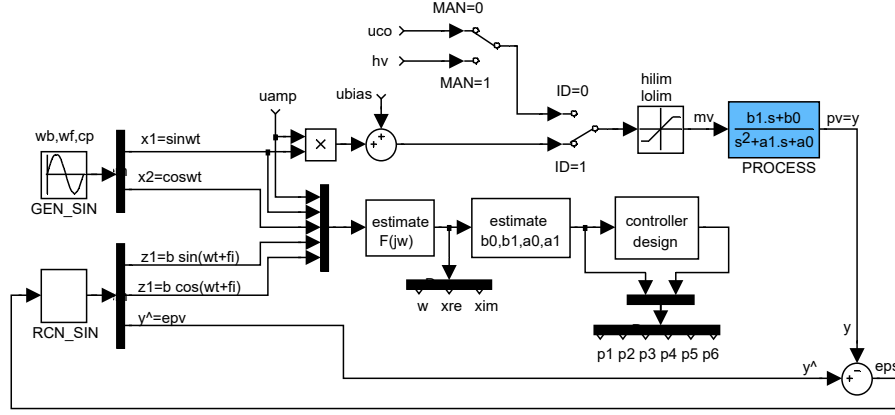 MAN=0
uco
hv
MAN=1
uamp
ubias
ID=0
ID=1
hilim
lolim
mv
b1.s+b0
s2+a1.s+a0
PROCESS
pv=y
wb,wf,cp
GEN_SIN
x1=sinwt
x2=coswt
×
+
+
z1=b sin(wt+fi)
z1=b cos(wt+fi)
y^=epv
RCN_SIN
estimate
F(jw)
estimate
b0,b1,a0,a1
controller
design
w xre xim
p1 p2 p3 p4 p5 p6
y
y^
+
−
eps